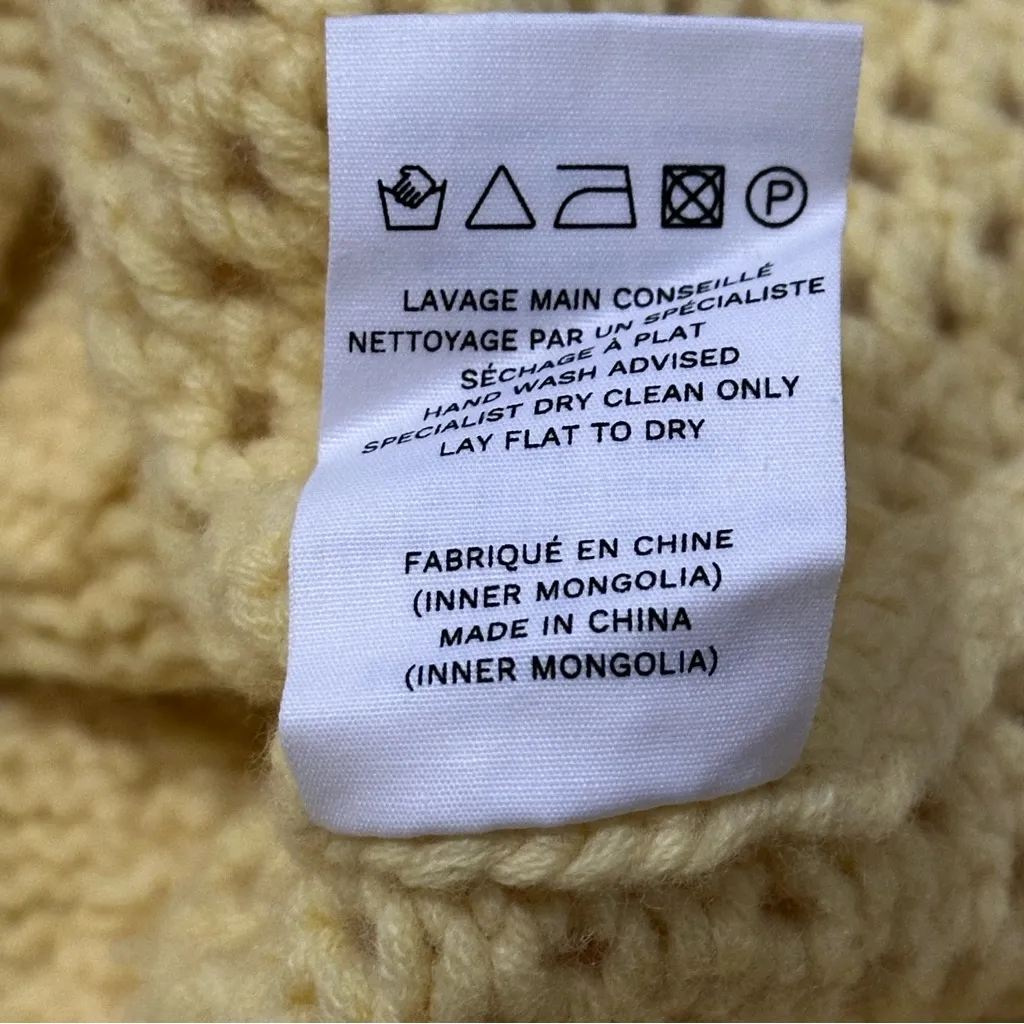 P
LAVAGE MAIN CONSEILLÉ
NETTOYAGE PAR UN SPÉCIALISTE
SÉCHAGE À PLAT
HAND WASH ADVISED
SPECIALIST DRY CLEAN ONLY
LAY FLAT TO DRY
FABRIQUÉ EN CHINE
(INNER MONGOLIA)
MADE IN CHINA
(INNER MONGOLIA)